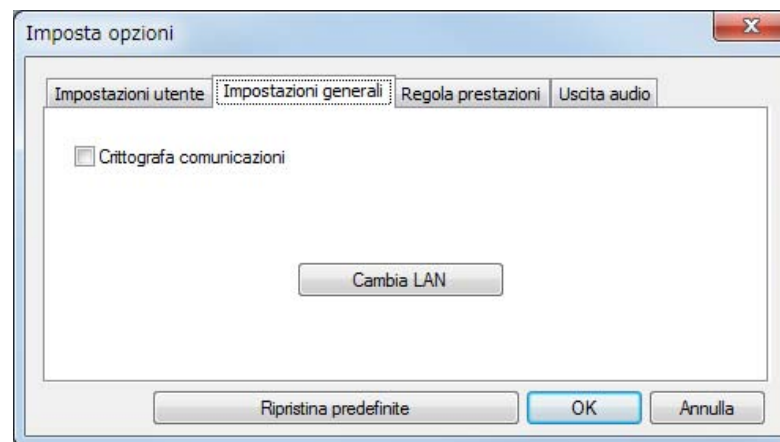 Imposta opzioni
Impostazioni utente Impostazioni generali Regola prestazioni Uscita audio
Crittografa comunicazioni
Cambia LAN
Ripristina predefinite OK Annulla